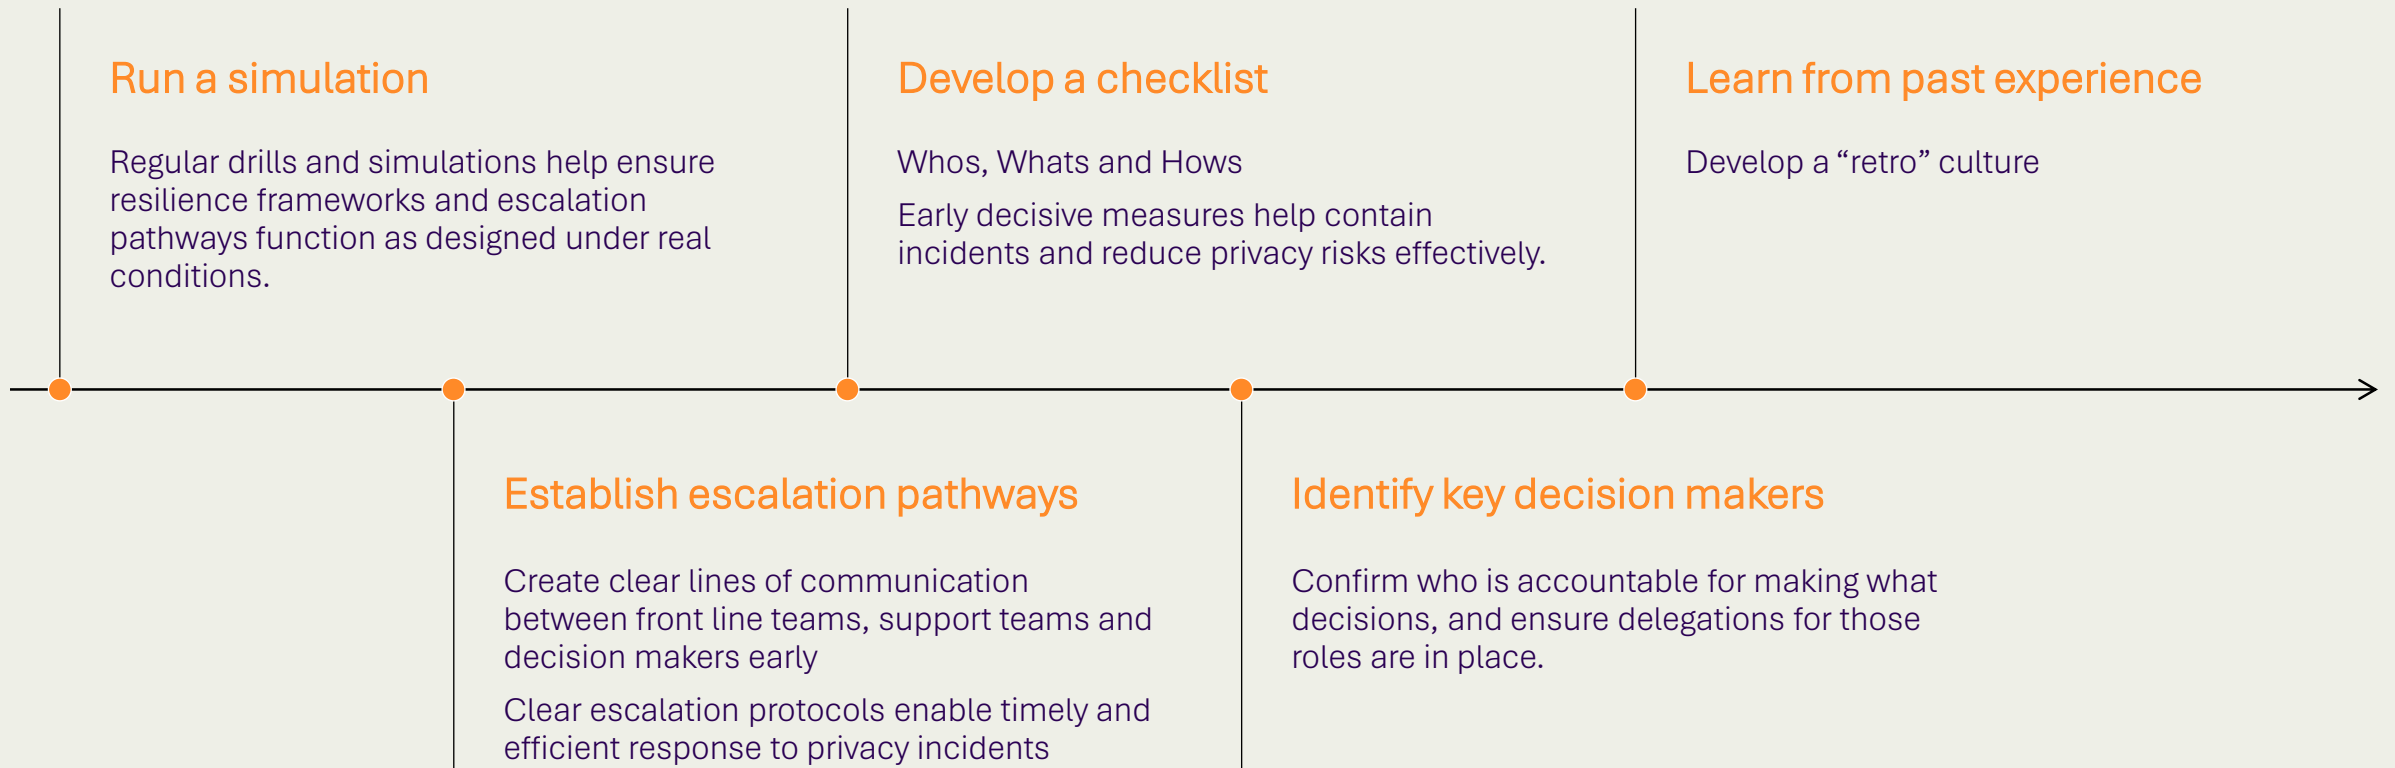 Run a simulation
Regular drills and simulations help ensure
resilience frameworks and escalation
pathways function as designed under real
conditions.
Establish escalation pathways
Create clear lines of communication
between front line teams, support teams and
decision makers early
Clear escalation protocols enable timely and
efficient response to privacy incidents
Develop a checklist
Whos, Whats and Hows
Early decisive measures help contain
incidents and reduce privacy risks effectively.
Identify key decision makers
Confirm who is accountable for making what
decisions, and ensure delegations for those
roles are in place.
Learn from past experience
Develop a “retro” culture